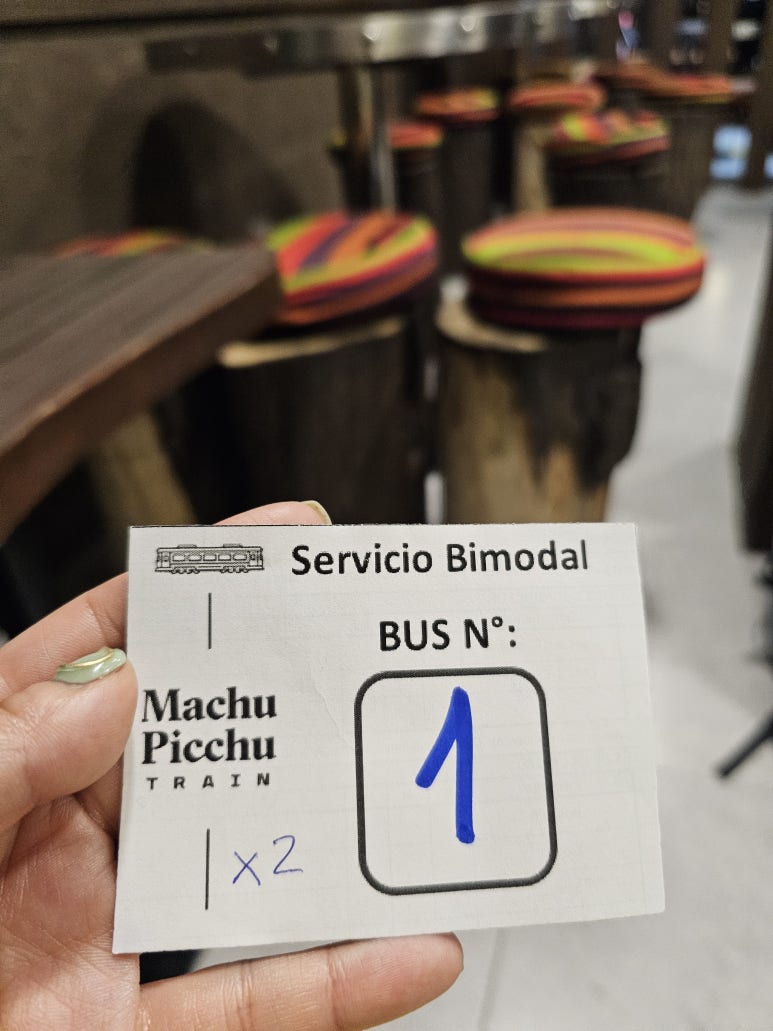 Servicio Bimodal
BUS N°:
1
Machu
Picchu
TRAIN
x2